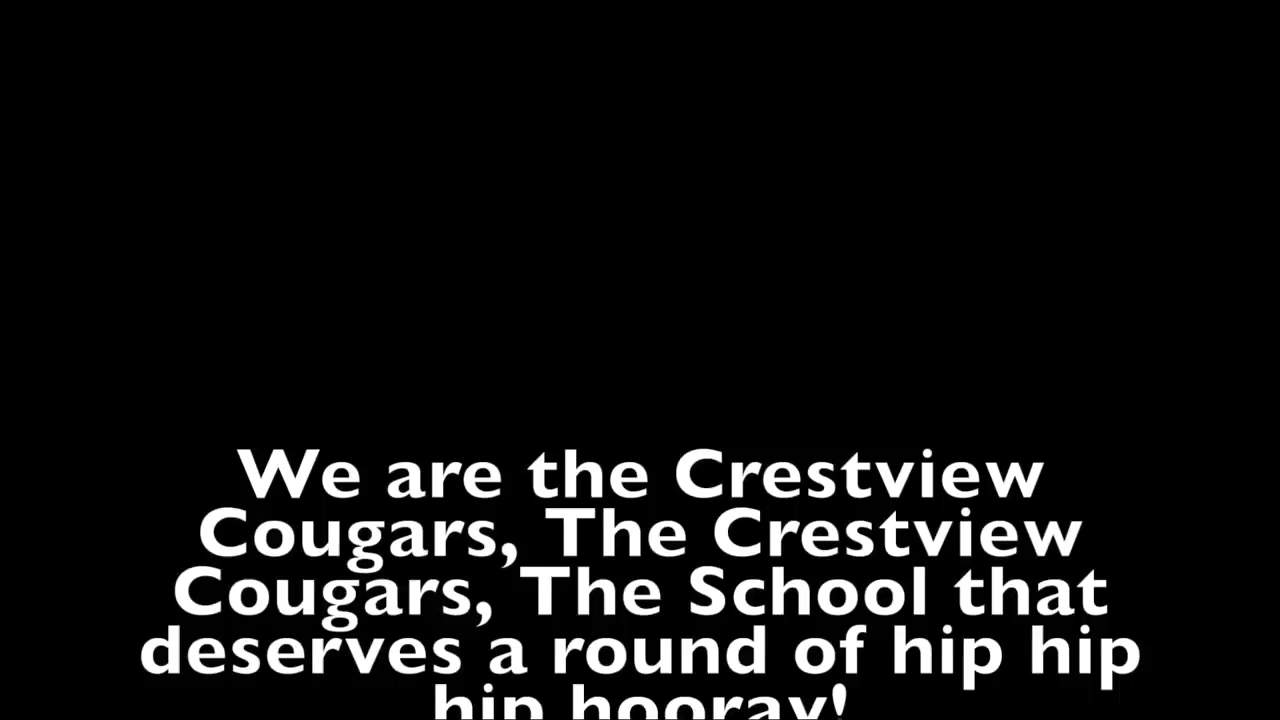 We are the Crestview
Cougars, The Crestview
Cougars, The School that
deserves a round of hip hip
hip hooray!